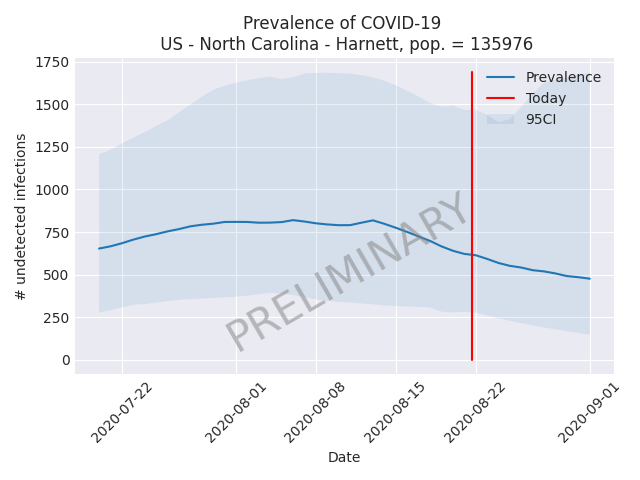 Prevalence of COVID-19
US - North Carolina - Harnett, pop. = 135976
# undetected infections
1750
1500
1250
1000
750
500
250
0
Prevalence
Today
95CI
PRELIMINARY
2020-07-22
2020-08-01
2020-08-08
2020-08-15
2020-08-22
2020-09-01
Date